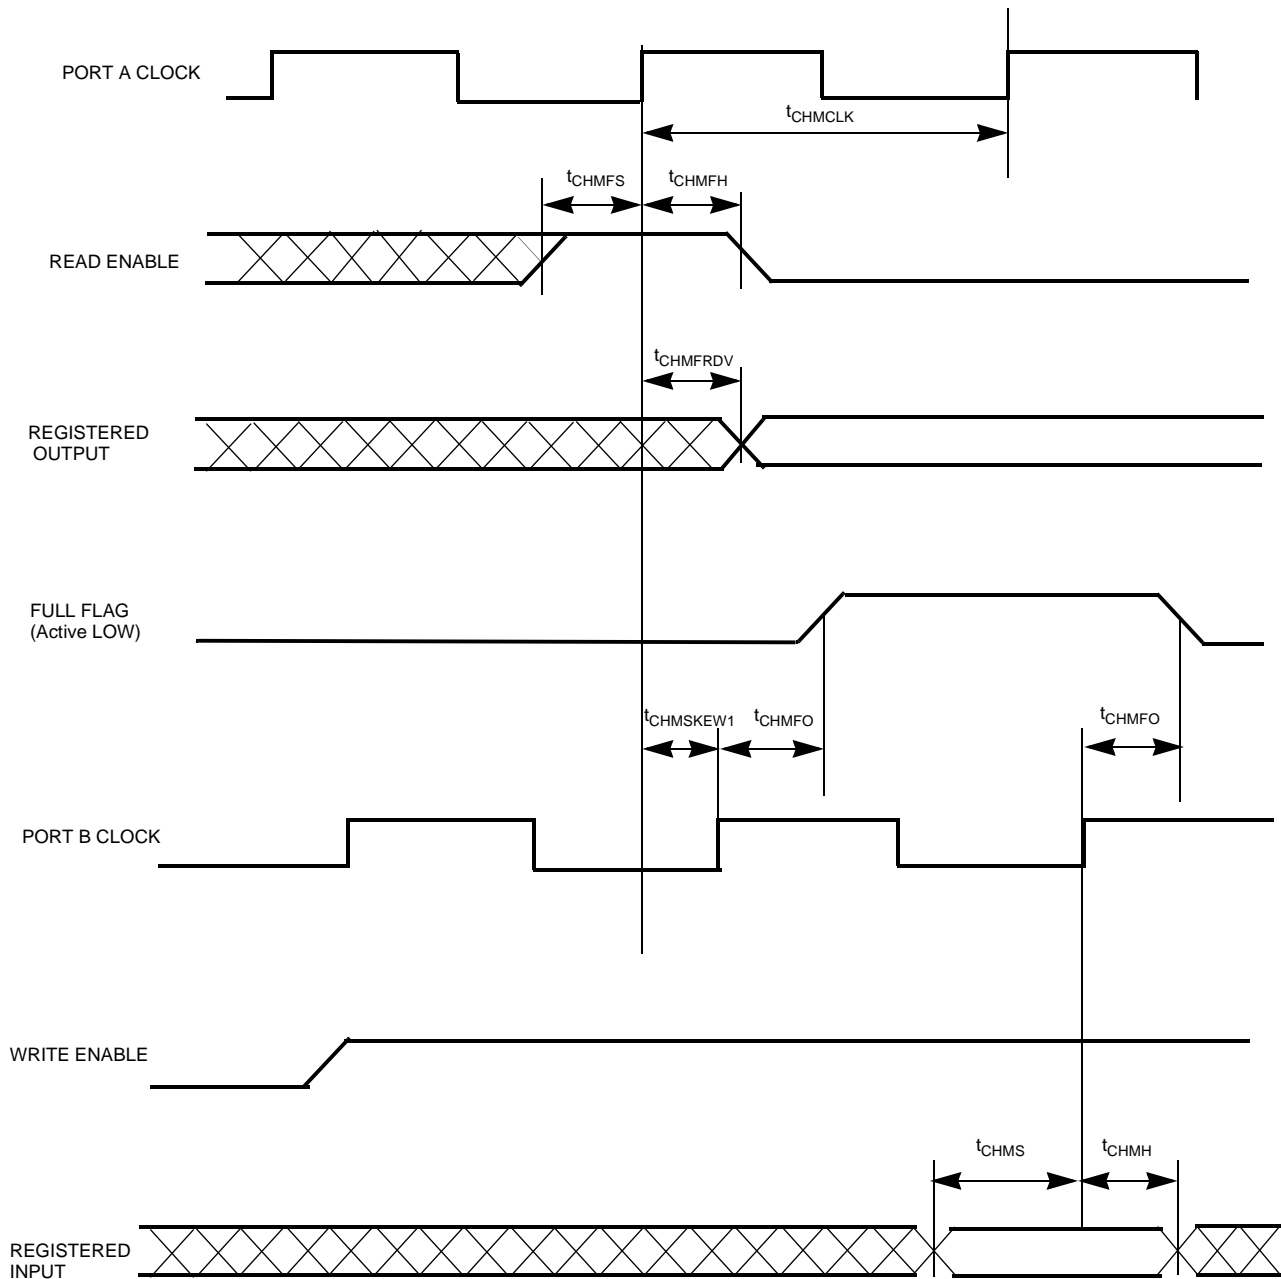 PORT A CLOCK
tCHMCLK
tCHMFS
tCHMFH
READ ENABLE
tCHMFRDV
REGISTERED
OUTPUT
FULL FLAG
(Active LOW)
tCHMSKEW1
tCHMFO
tCHMFO
PORT B CLOCK
WRITE ENABLE
tCHMS
tCHMH
REGISTERED
INPUT